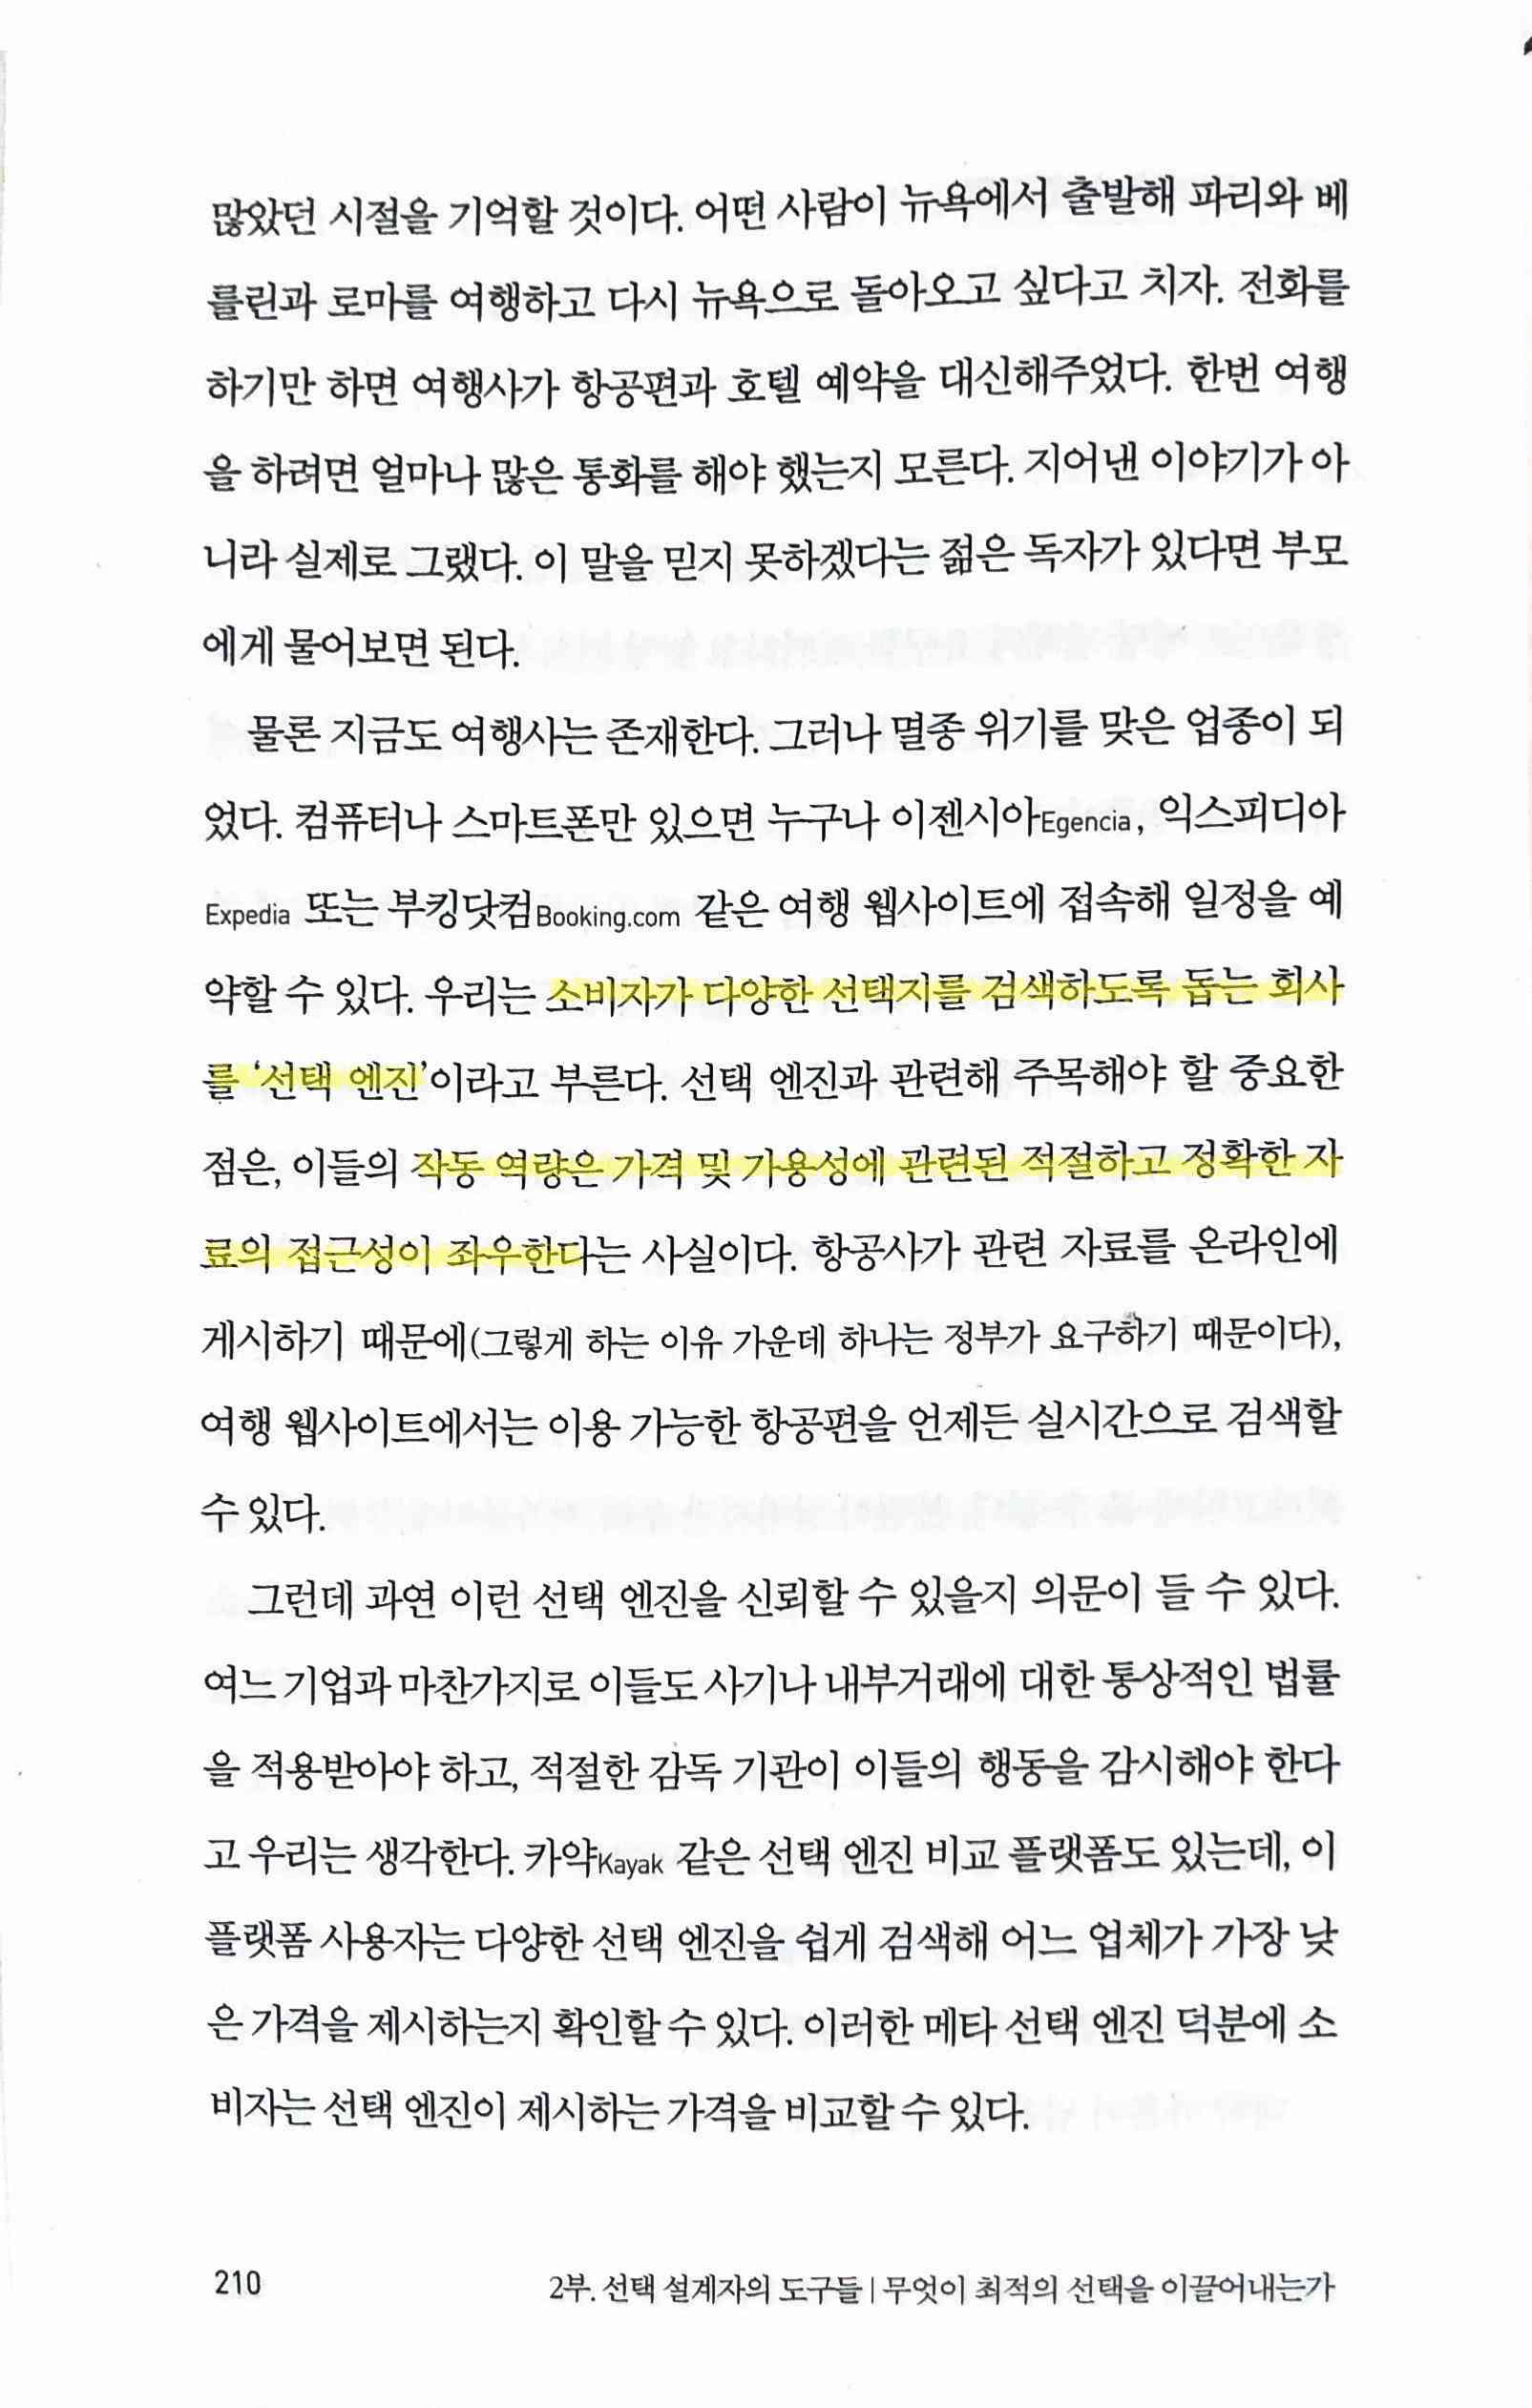 많았던 시절을 기억할 것이다. 어떤 사람이 뉴욕에서 출발해 파리와 베
를린과 로마를 여행하고 다시 뉴욕으로 돌아오고 싶다고 치자. 전화를
하기만 하면 여행사가 항공편과 호텔 예약을 대신해주었다. 한번 여행
을 하려면 얼마나 많은 통화를 해야 했는지 모른다. 지어낸 이야기가 아
니라 실제로 그랬다. 이 말을 믿지 못하겠다는 젊은 독자가 있다면 부모
에게 물어보면 된다.
물론 지금도 여행사는 존재한다. 그러나 멸종 위기를 맞은 업종이 되
었다. 컴퓨터나 스마트폰만 있으면 누구나 이젠시아Egencia, 익스피디아
Expedia 또는 부킹닷컴Booking.com 같은 여행 웹사이트에 접속해 일정을 예
약할 수 있다. 우리는 소비자가 다양한 선택지를 검색하도록 돕는 회사
를 ‘선택 엔진’이라고 부른다. 선택 엔진과 관련해 주목해야 할 중요한
점은, 이들의 작동 역량은 가격 및 가용성에 관련된 적절하고 정확한 자
료의 접근성이 좌우한다는 사실이다. 항공사가 관련 자료를 온라인에
게시하기 때문에(그렇게 하는 이유 가운데 하나는 정부가 요구하기 때문이다),
여행 웹사이트에서는 이용 가능한 항공편을 언제든 실시간으로 검색할
수 있다.
그런데 과연 이런 선택 엔진을 신뢰할 수 있을지 의문이 들 수 있다.
여느 기업과 마찬가지로 이들도 사기나 내부거래에 대한 통상적인 법률
을 적용받아야 하고, 적절한 감독 기관이 이들의 행동을 감시해야 한다
고 우리는 생각한다. 카약Kayak 같은 선택 엔진 비교 플랫폼도 있는데, 이
플랫폼 사용자는 다양한 선택 엔진을 쉽게 검색해 어느 업체가 가장 낮
은 가격을 제시하는지 확인할 수 있다. 이러한 메타 선택 엔진 덕분에 소
비자는 선택 엔진이 제시하는 가격을 비교할 수 있다.
210 2부. 선택 설계자의 도구들 | 무엇이 최적의 선택을 이끌어내는가